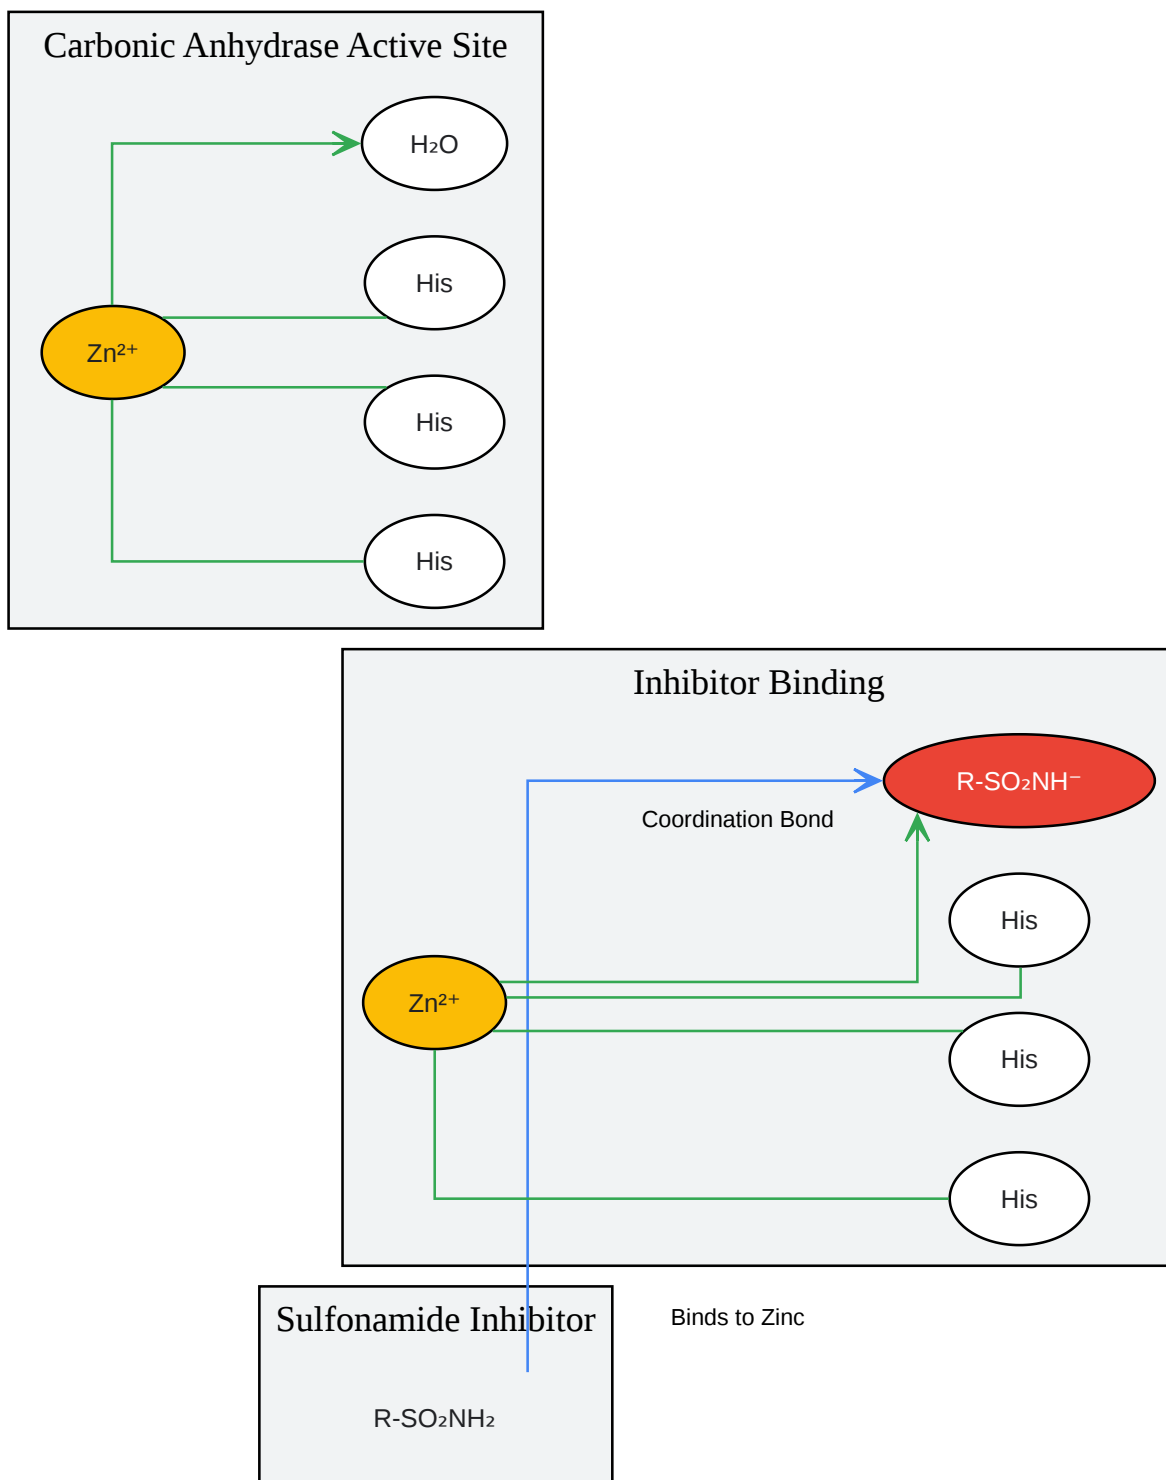 Carbonic Anhydrase Active Site
H₂O
His
Zn²⁺
His
His
Inhibitor Binding
R-SO₂NH⁻
Coordination Bond
His
Zn²⁺
His
His
Sulfonamide Inhibitor
Binds to Zinc
R-SO₂NH₂